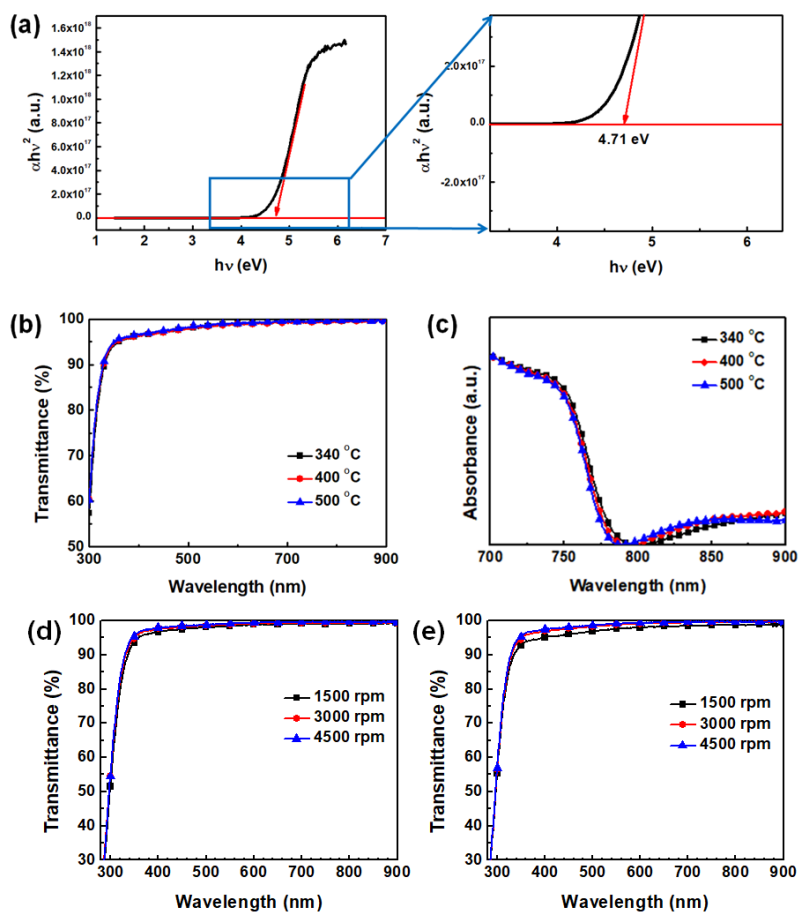 (a)
1.6x10^18
1.4x10^18
1.2x10^18
1.0x10^18
8.0x10^17
6.0x10^17
4.0x10^17
2.0x10^17
0.0
αhν² (a.u.)
1 2 3 4 5 6 7
hν (eV)
2.0x10^17
0.0
-2.0x10^17
αhν² (a.u.)
4.71 eV
4 5 6
hν (eV)
(b)
100
90
80
70
60
50
Transmittance (%)
340 °C
400 °C
500 °C
300 500 700 900
Wavelength (nm)
(c)
Absorbance (a.u.)
340 °C
400 °C
500 °C
700 750 800 850 900
Wavelength (nm)
(d)
100
90
80
70
60
50
40
30
Transmittance (%)
1500 rpm
3000 rpm
4500 rpm
300 400 500 600 700 800 900
Wavelength (nm)
(e)
100
90
80
70
60
50
40
30
Transmittance (%)
1500 rpm
3000 rpm
4500 rpm
300 400 500 600 700 800 900
Wavelength (nm)